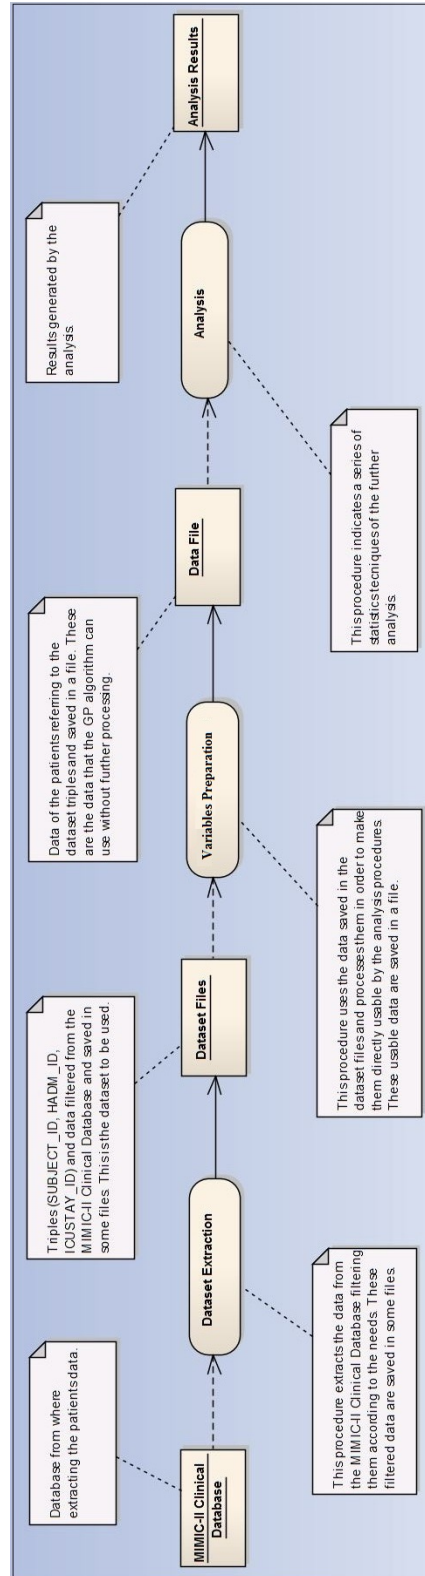 Database from where
extracting the patients data.
MIMIC-II Clinical
Database
This procedure extracts the data from
the MIMIC-II Clinical Database filtering
them according to the needs. These
filtered data are saved in some files.
Dataset Extraction
Triples (SUBJECT_ID, HADM_ID,
ICUSTAY_ID) and data filtered from the
MIMIC-II Clinical Database and saved in
some files. This is the dataset to be used.
Dataset Files
This procedure uses the data saved in the
dataset files and processes them in order to make
them directly usable by the analysis procedures.
These usable data are saved in a file.
Variables Preparation
Data of the patients referring to the
dataset triples and saved in a file. These
are the data that the GP algorithm can
use without further processing.
Data File
This procedure indicates a series of
statistics tecniques of the further
analysis.
Analysis
Results generated by the
analysis.
Analysis Results